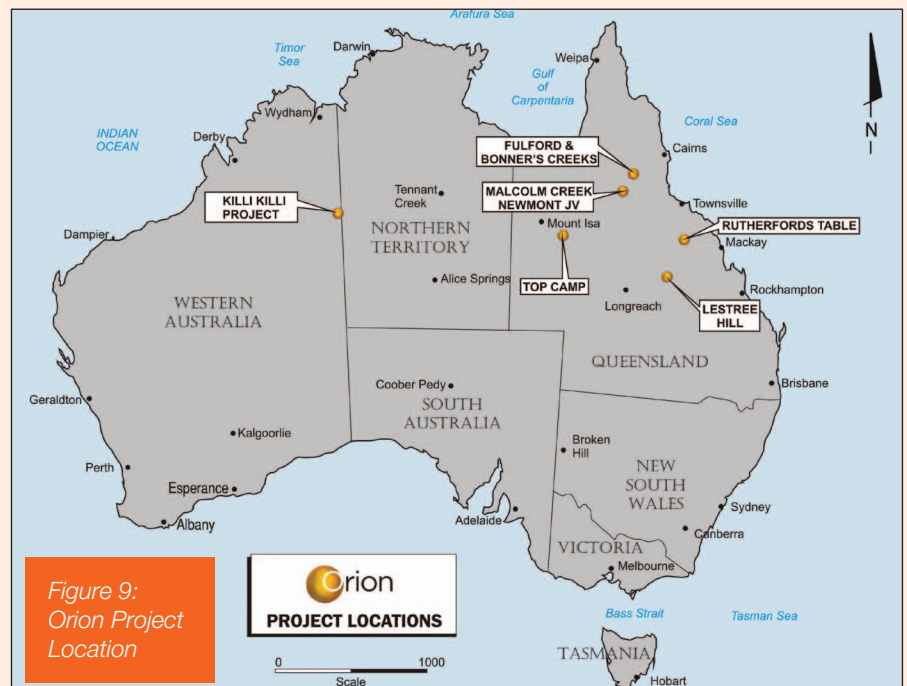 Arafura Sea
Timor
Sea
Darwin
Weipa
Gulf
of
Carpentaria
Wydham
INDIAN
OCEAN
Derby
Coral Sea
N
FULFORD &
BONNER'S CREEKS
Cairns
KILLI KILLI
PROJECT
Tennant
Creek
MALCOLM CREEK
NEWMONT JV
Townsville
NORTHERN
TERRITORY
Mount Isa
RUTHERFORDS TABLE
Dampier
Mackay
Alice Springs
TOP CAMP
Rockhampton
WESTERN
AUSTRALIA
Longreach
LESTREE
HILL
QUEENSLAND
Coober Pedy
Brisbane
Geraldton
SOUTH
AUSTRALIA
Kalgoorlie
Broken
Hill
Perth
NEW
SOUTH
WALES
Esperance
Sydney
Albany
Adelaide
Canberra
VICTORIA
Melbourne
Figure 9:
Orion Project
Location
Orion
PROJECT LOCATIONS
Bass Strait
Tasman Sea
0 1000
Scale
TASMANIA
Hobart